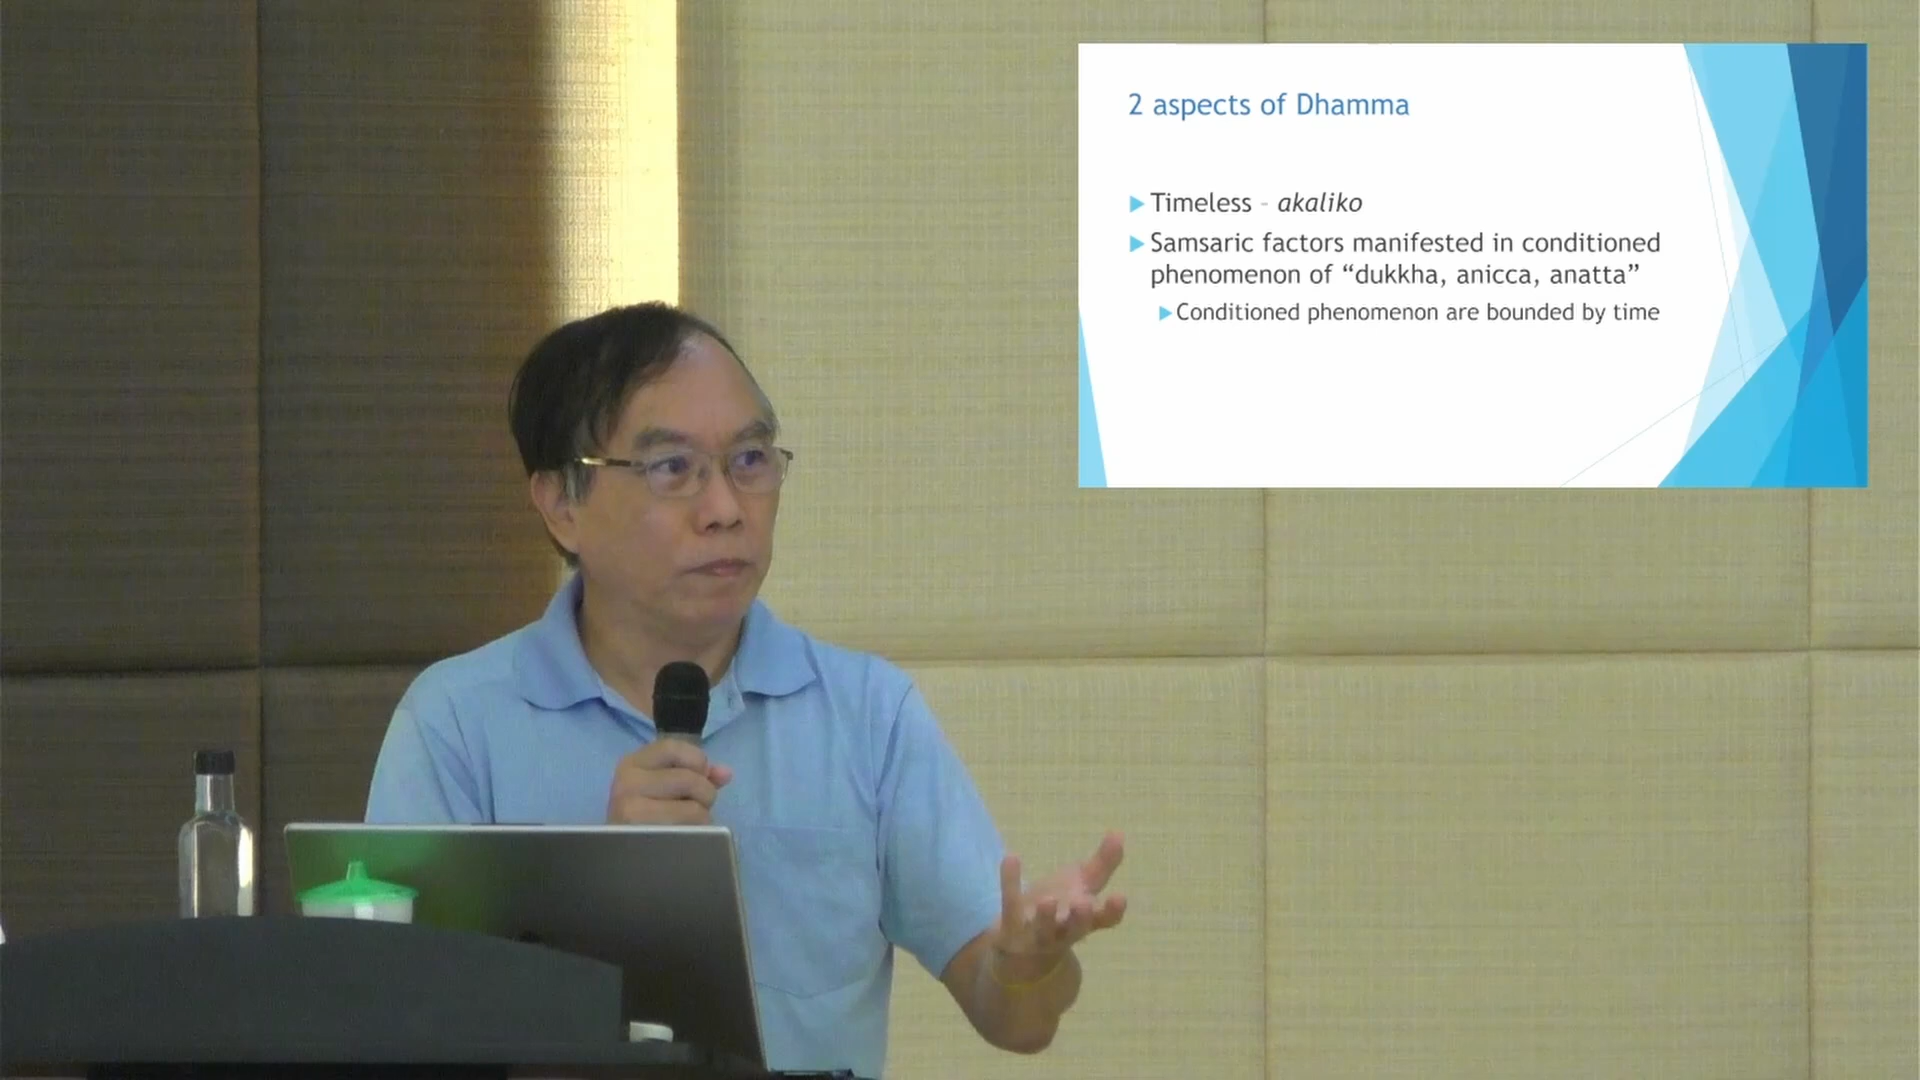 2 aspects of Dhamma
Timeless - akaliko
Samsaric factors manifested in conditioned
phenomenon of “dukkha, anicca, anatta”
Conditioned phenomenon are bounded by time